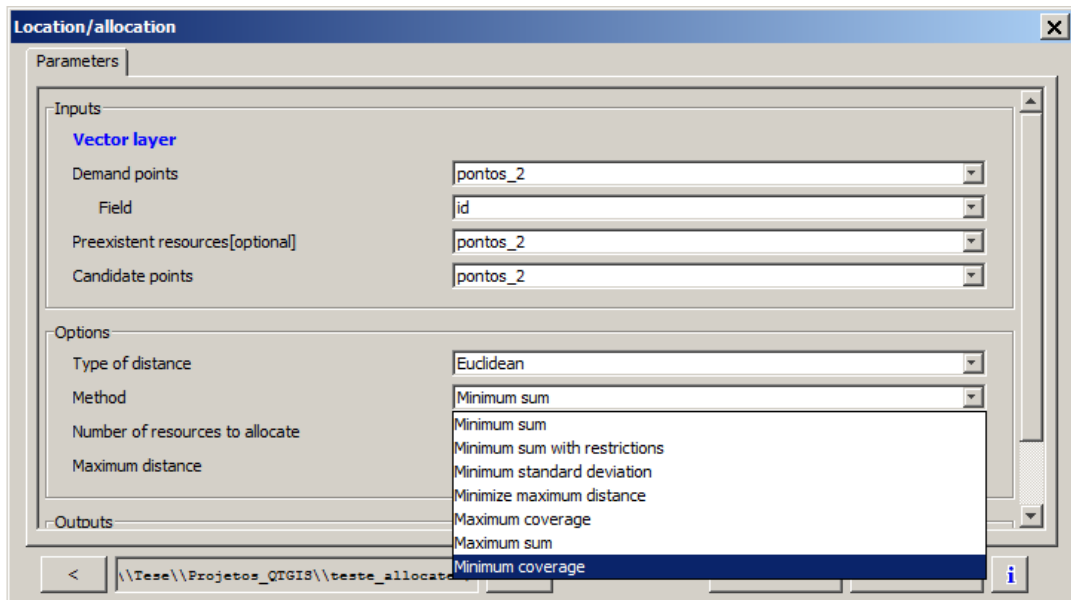 Location/allocation
Parameters
Inputs
Vector layer
Demand points pontos_2
Field id
Preexistent resources[optional] pontos_2
Candidate points pontos_2
Options
Type of distance Euclidean
Method Minimum sum
Number of resources to allocate
Maximum distance
Minimum sum
Minimum sum with restrictions
Minimum standard deviation
Minimize maximum distance
Maximum coverage
Maximum sum
Minimum coverage
Outputs
< \\Tese\\Projetos_QTGIS\\teste_allocate i